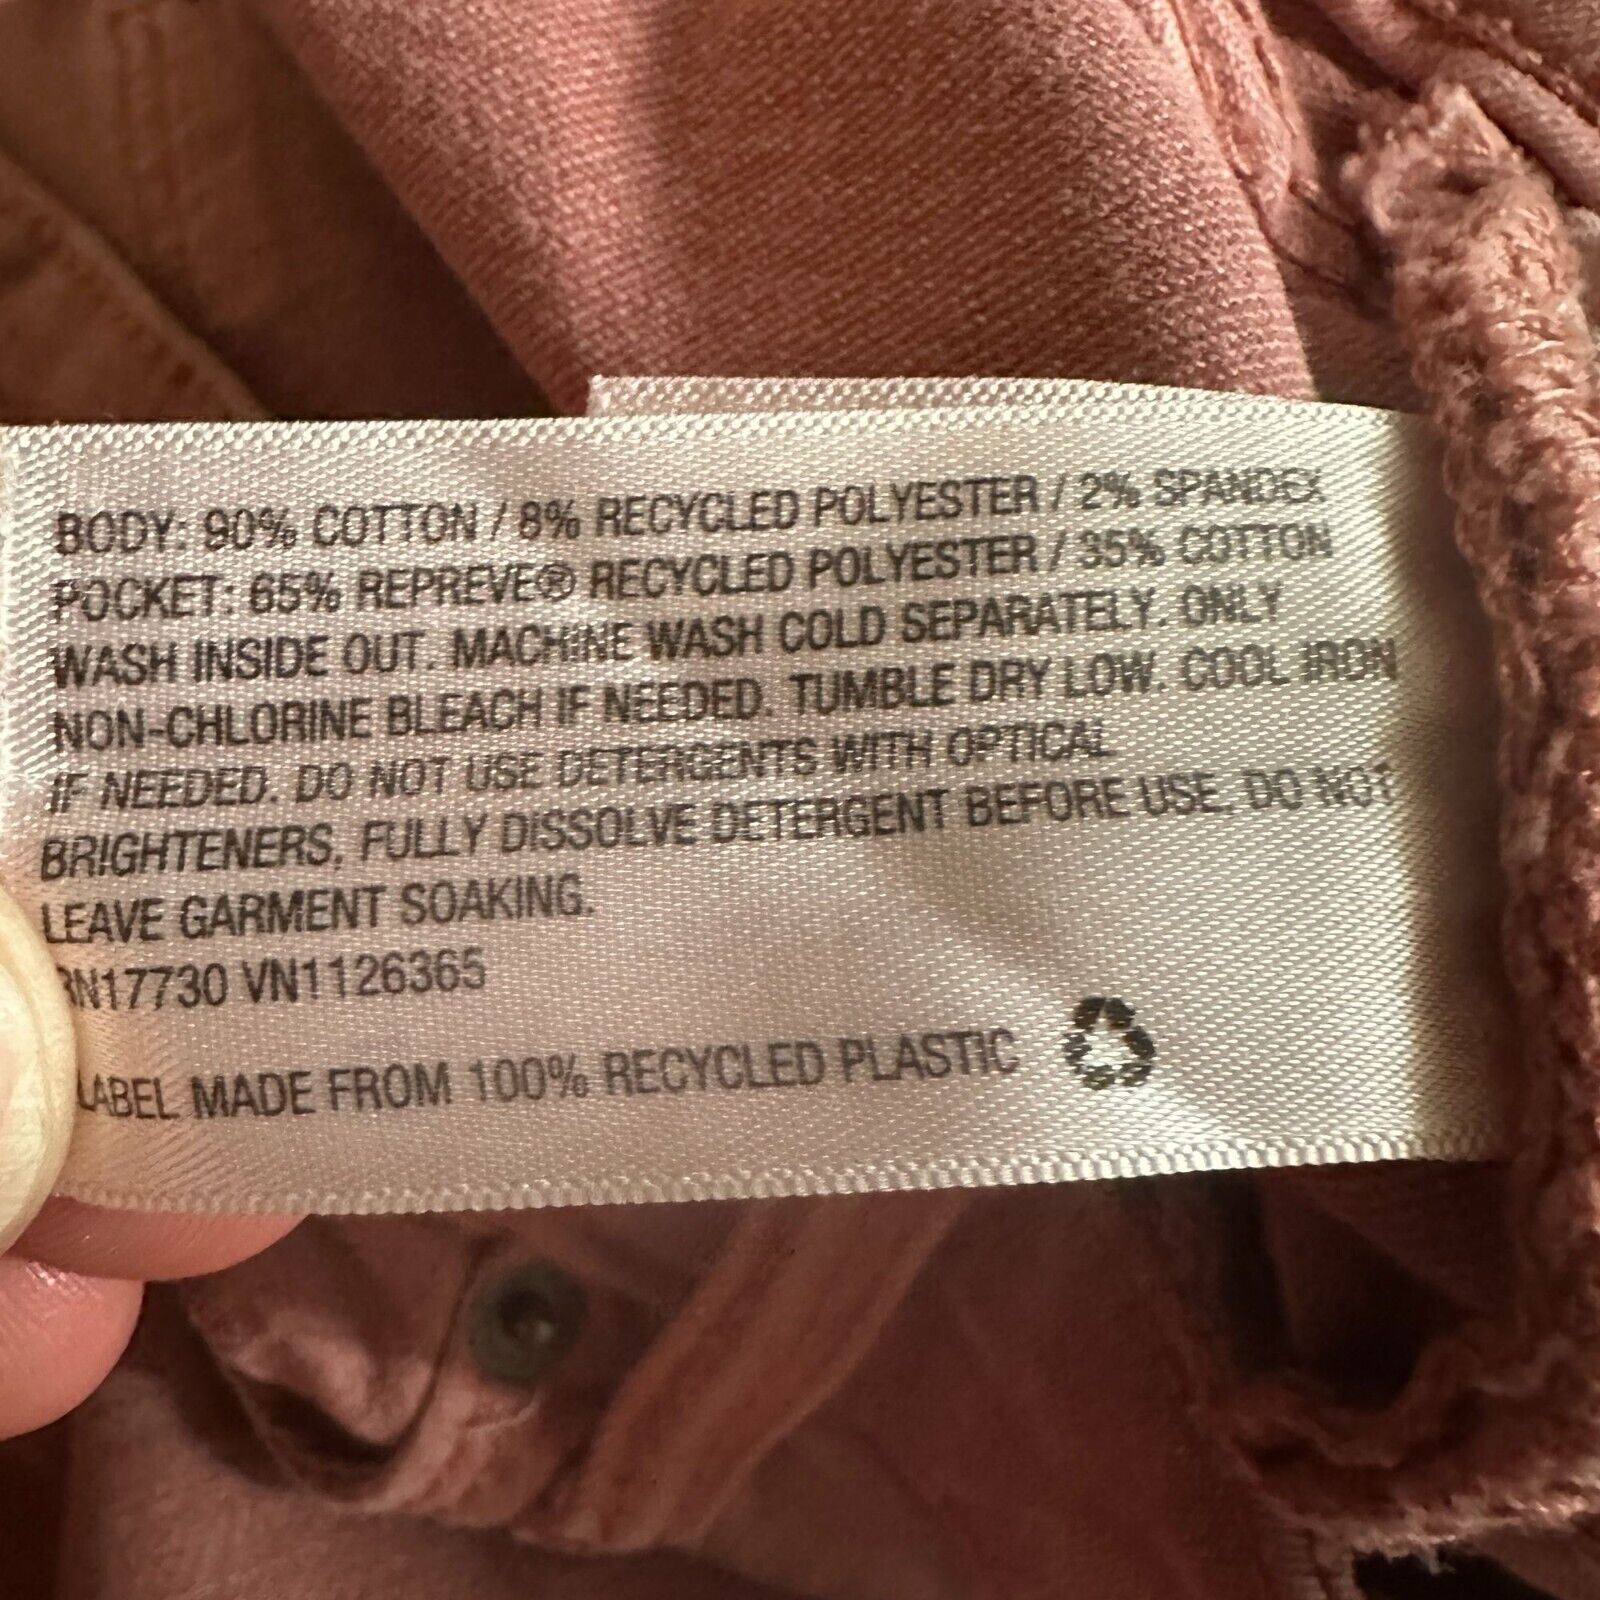 BODY: 90% COTTON / 8% RECYCLED POLYESTER / 2% SPANDEX
POCKET: 65% REPREVE® RECYCLED POLYESTER / 35% COTTON
WASH INSIDE OUT. MACHINE WASH COLD SEPARATELY. ONLY
NON-CHLORINE BLEACH IF NEEDED. TUMBLE DRY LOW. COOL IRON
IF NEEDED. DO NOT USE DETERGENTS WITH OPTICAL
BRIGHTENERS. FULLY DISSOLVE DETERGENT BEFORE USE. DO NOT
LEAVE GARMENT SOAKING.
RN17730 VN1126365
LABEL MADE FROM 100% RECYCLED PLASTIC